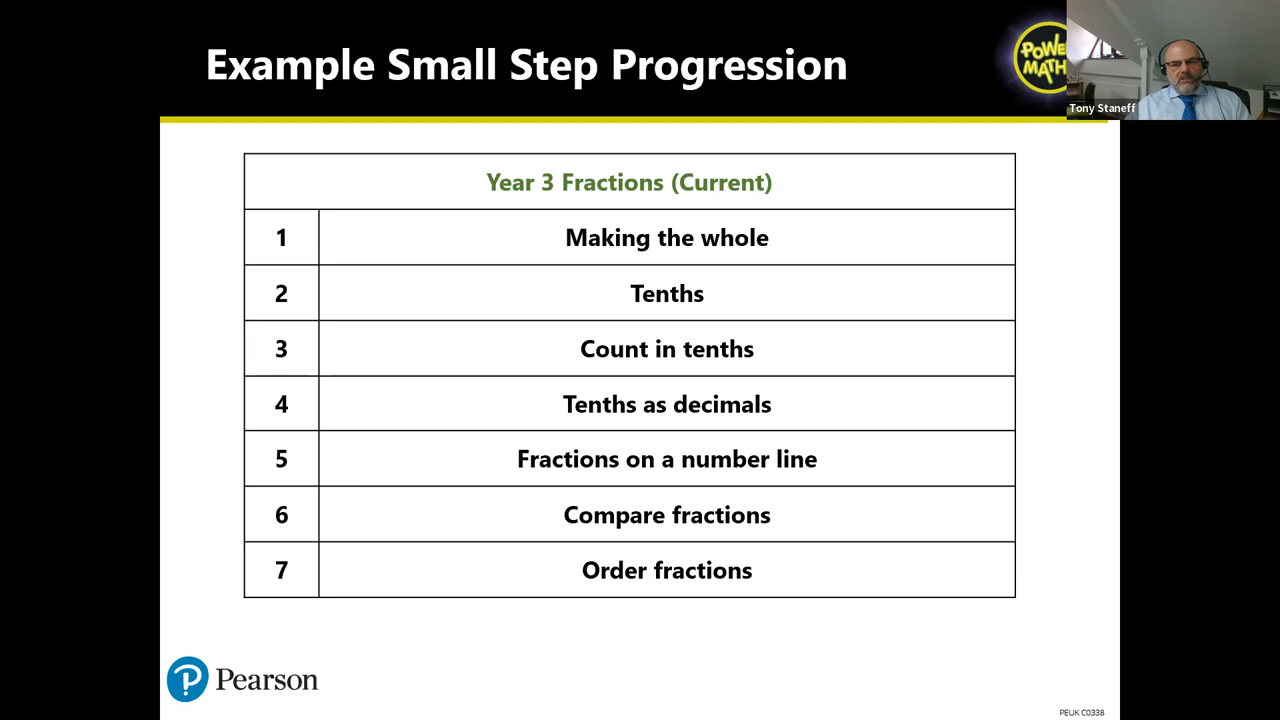 Example Small Step Progression
POWE
MATH
Tony Staneff
Year 3 Fractions (Current)
1 Making the whole
2 Tenths
3 Count in tenths
4 Tenths as decimals
5 Fractions on a number line
6 Compare fractions
7 Order fractions
Pearson
PEUK C0338